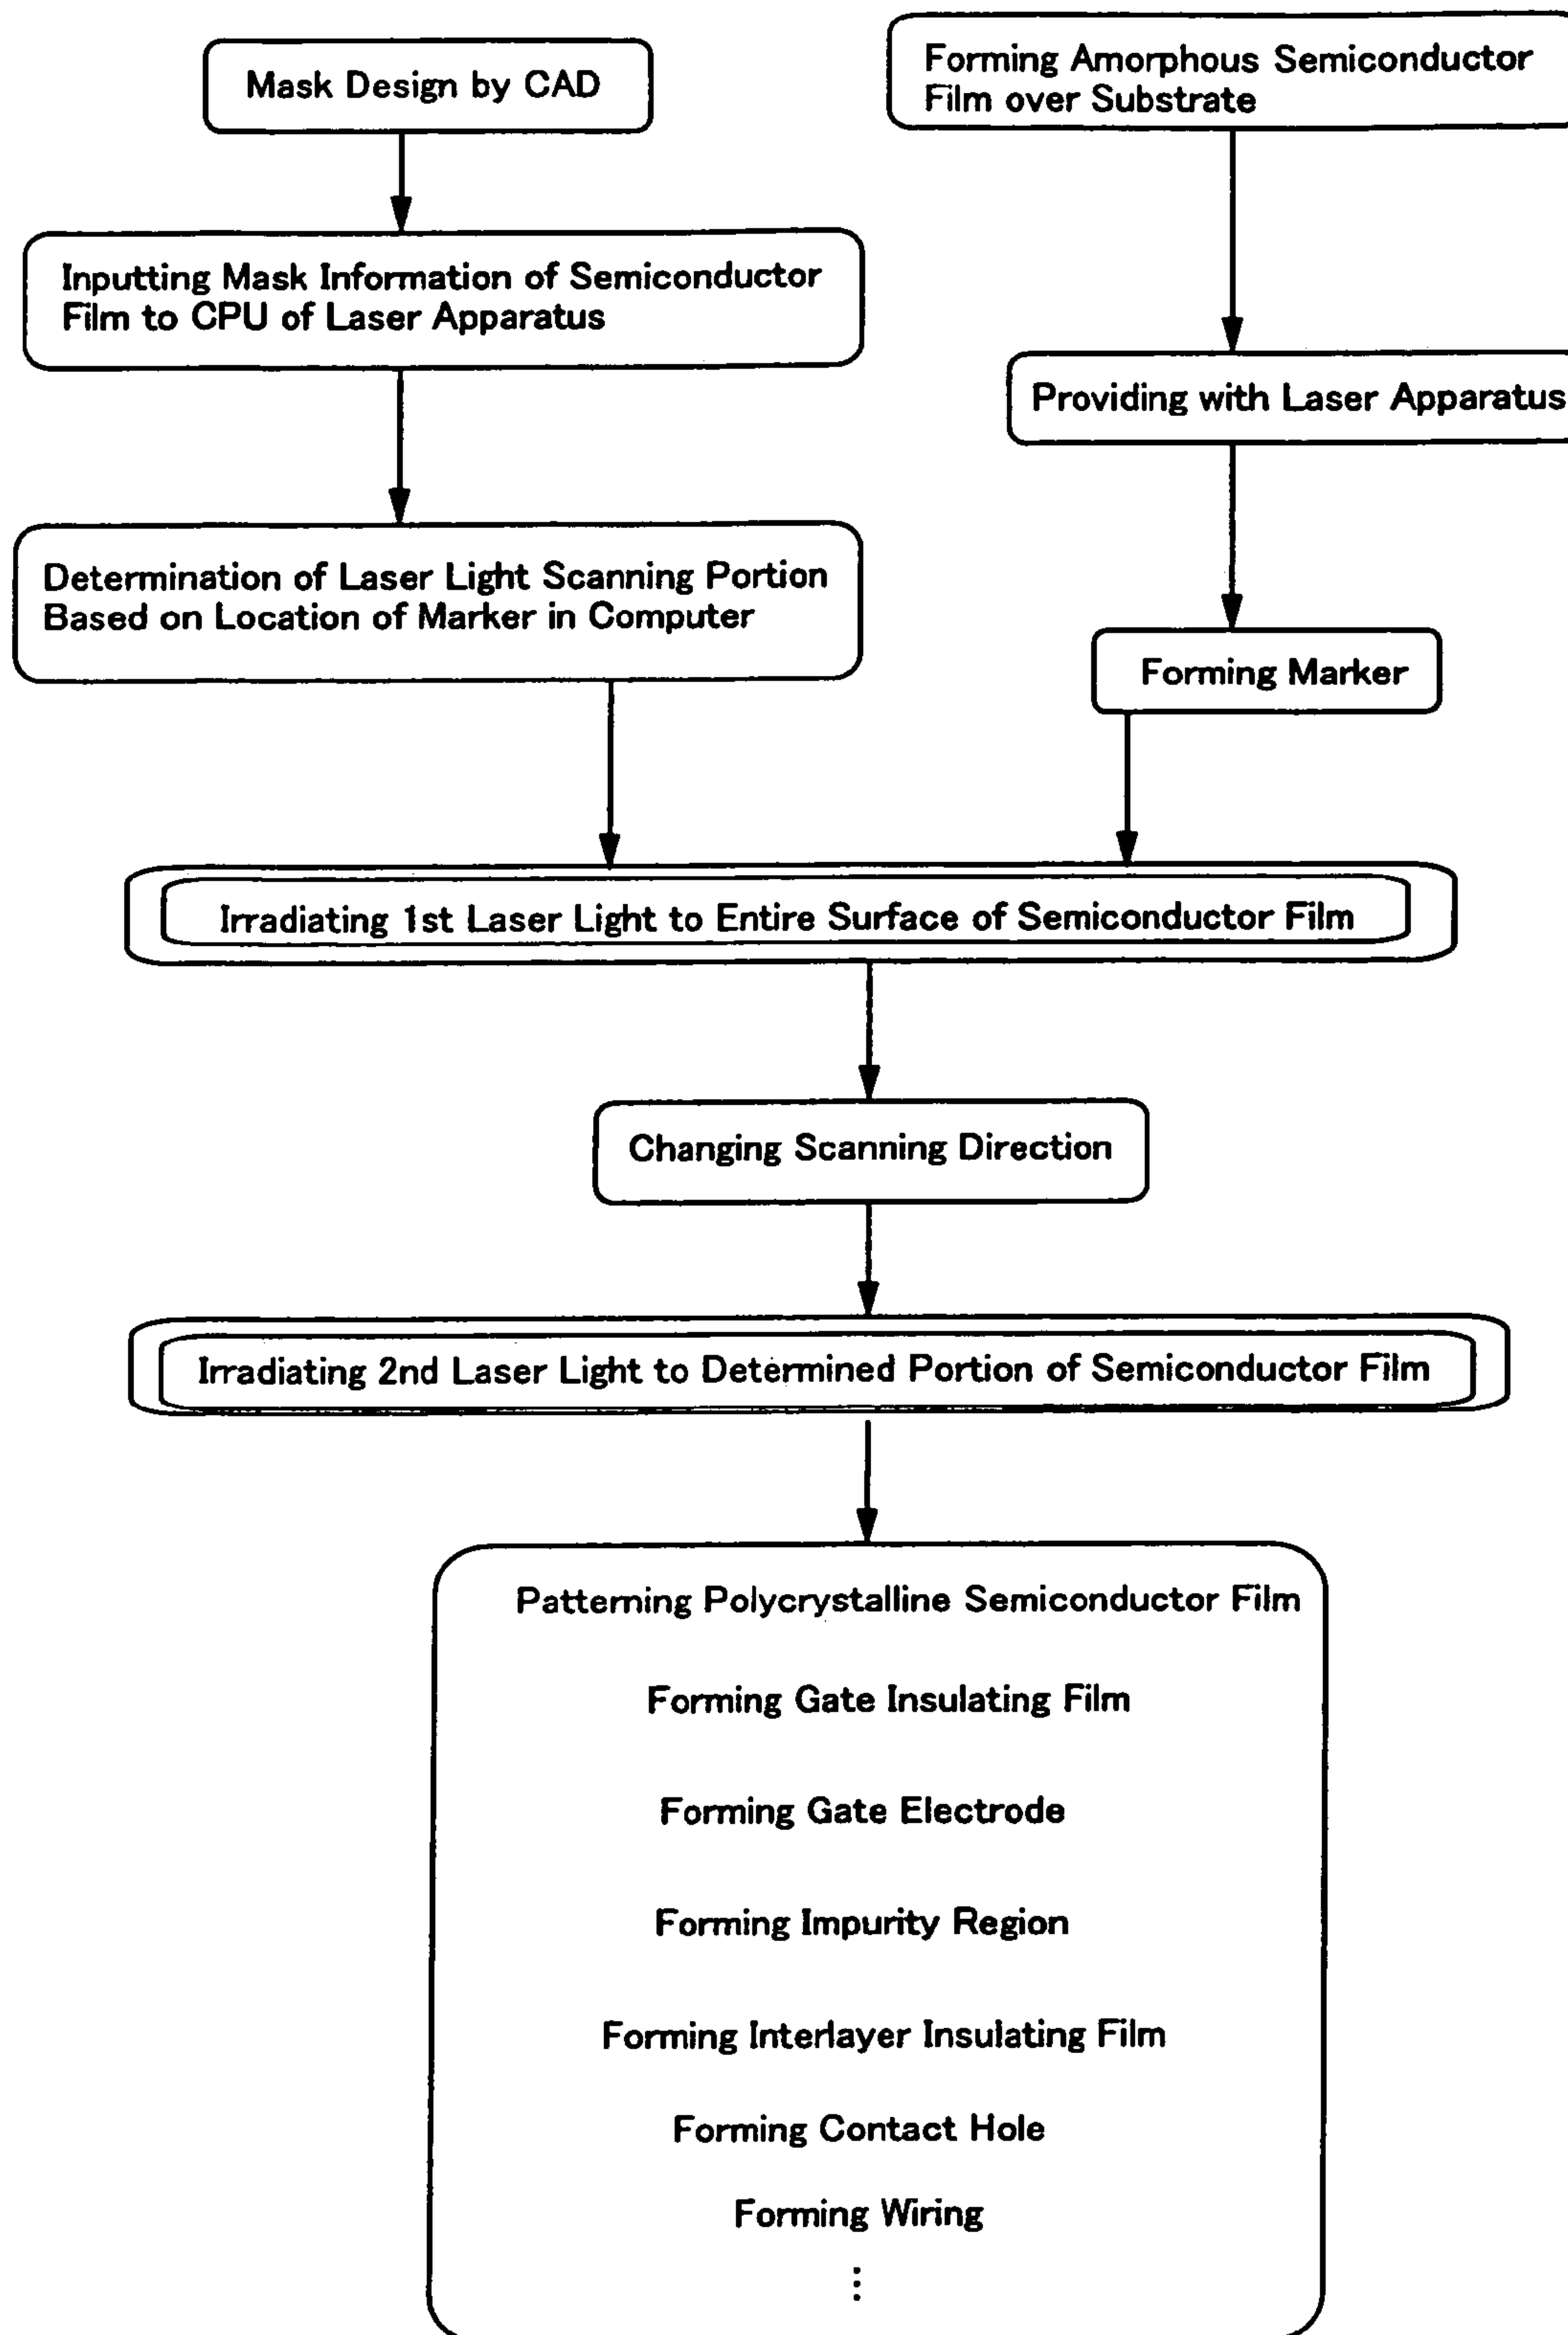 Mask Design by CAD
Forming Amorphous Semiconductor
Film over Substrate
Inputting Mask Information of Semiconductor
Film to CPU of Laser Apparatus
Providing with Laser Apparatus
Determination of Laser Light Scanning Portion
Based on Location of Marker in Computer
Forming Marker
Irradiating 1st Laser Light to Entire Surface of Semiconductor Film
Changing Scanning Direction
Irradiating 2nd Laser Light to Determined Portion of Semiconductor Film
Patterning Polycrystalline Semiconductor Film
Forming Gate Insulating Film
Forming Gate Electrode
Forming Impurity Region
Forming Interlayer Insulating Film
Forming Contact Hole
Forming Wiring
⋮